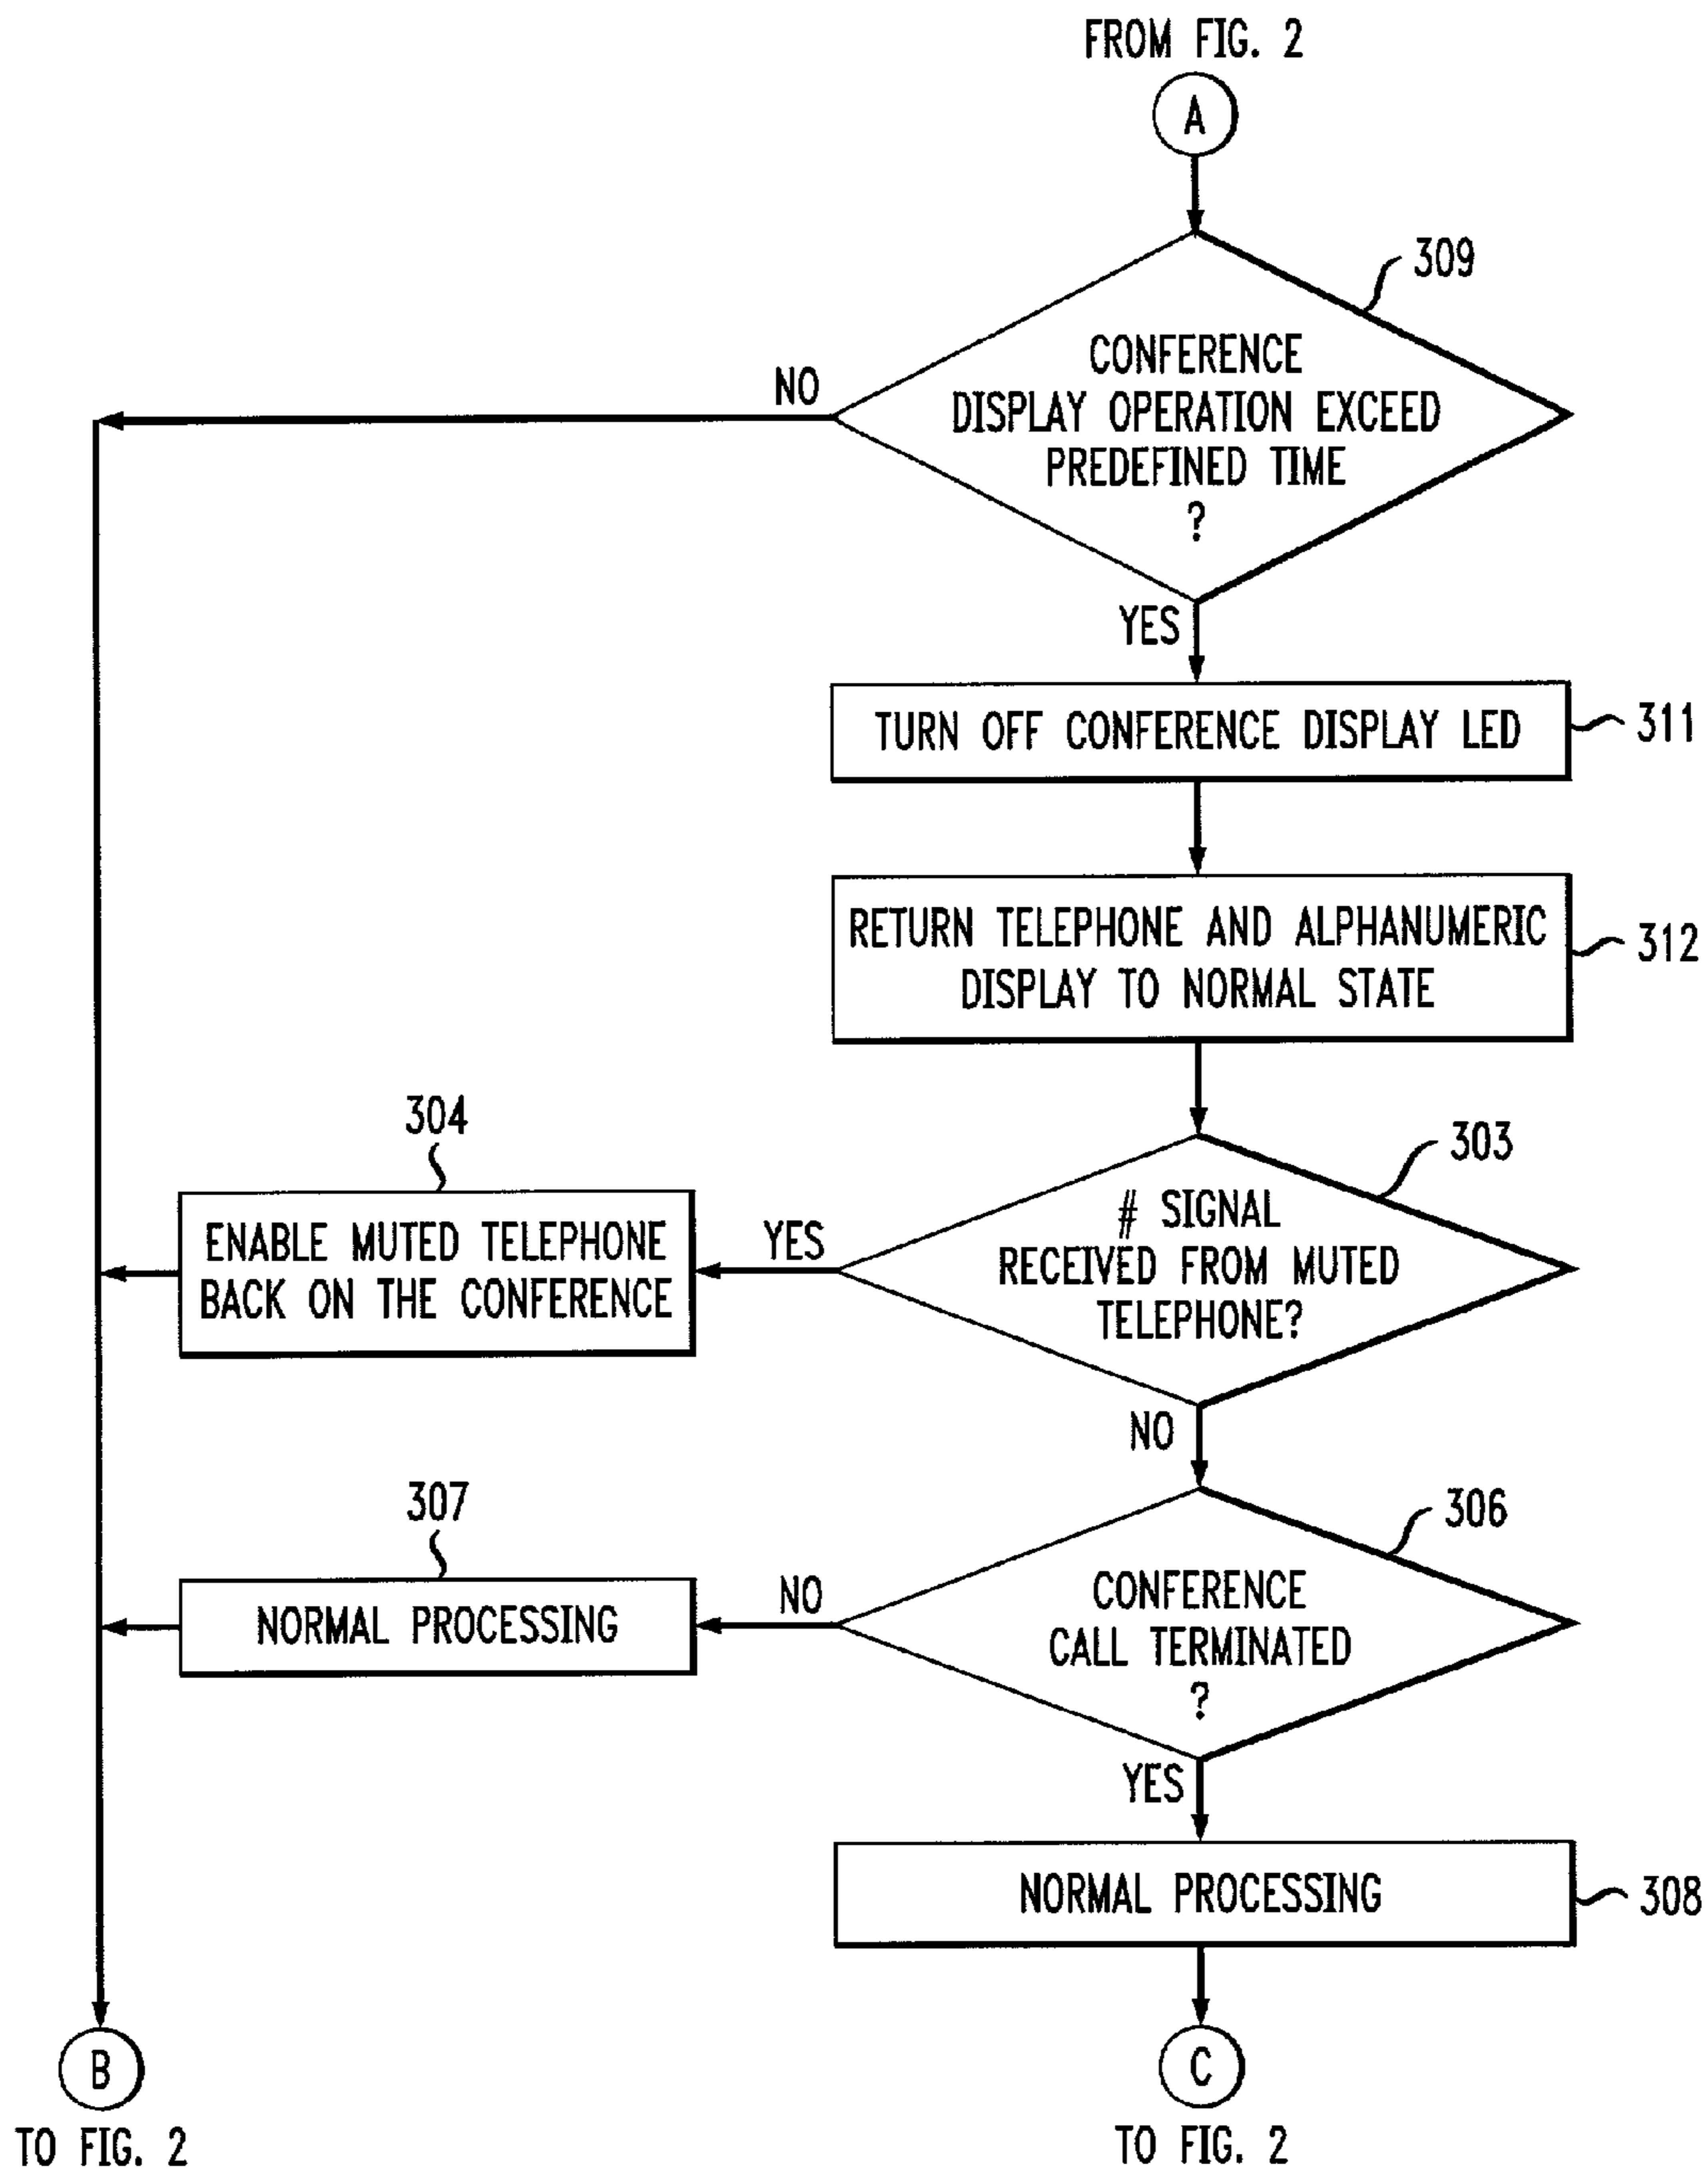 FROM FIG. 2
A
309
CONFERENCE
DISPLAY OPERATION EXCEED
PREDEFINED TIME
?
NO
YES
TURN OFF CONFERENCE DISPLAY LED
311
RETURN TELEPHONE AND ALPHANUMERIC
DISPLAY TO NORMAL STATE
312
304
303
ENABLE MUTED TELEPHONE
BACK ON THE CONFERENCE
YES
# SIGNAL
RECEIVED FROM MUTED
TELEPHONE?
NO
307
306
NORMAL PROCESSING
NO
CONFERENCE
CALL TERMINATED
?
YES
NORMAL PROCESSING
308
B
C
TO FIG. 2
TO FIG. 2